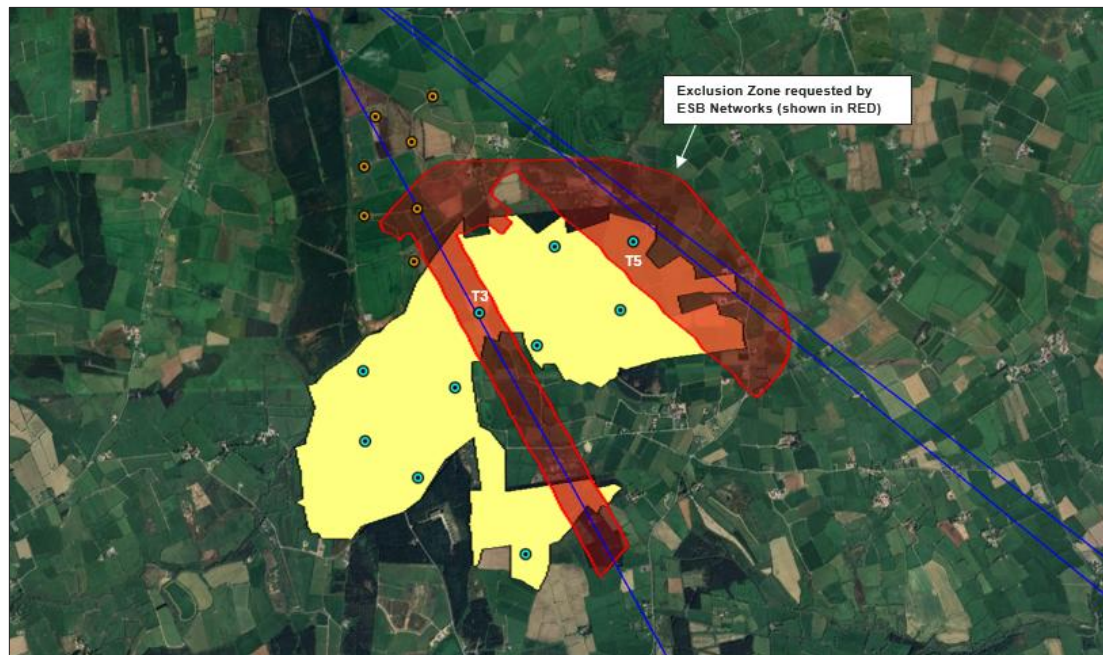 Exclusion Zone requested by
ESB Networks (shown in RED)
T5
T3